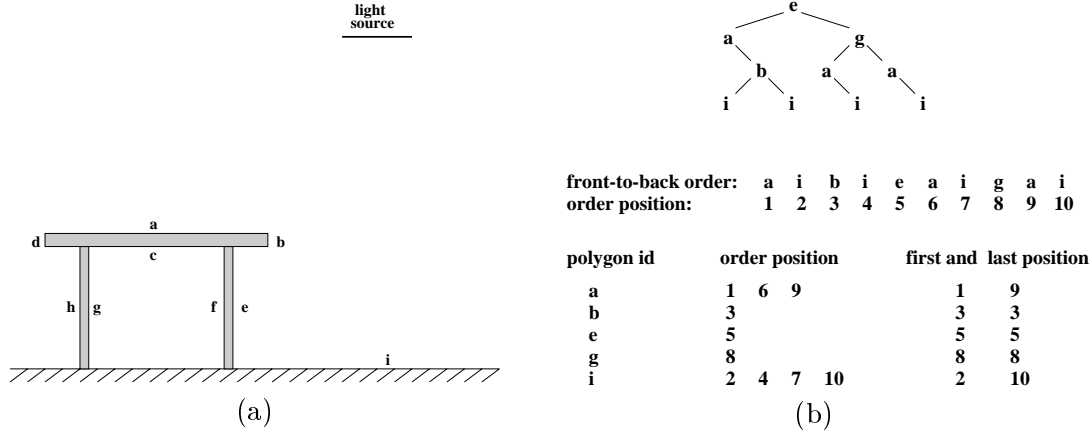 light
source
a
d b
c
h g f e
i
(a)
e
a g
b a a
i i i i
front-to-back order: a i b i e a i g a i
order position: 1 2 3 4 5 6 7 8 9 10
polygon id order position first and last position
a 1 6 9 1 9
b 3 3 3
e 5 5 5
g 8 8 8
i 2 4 7 10 2 10
(b)